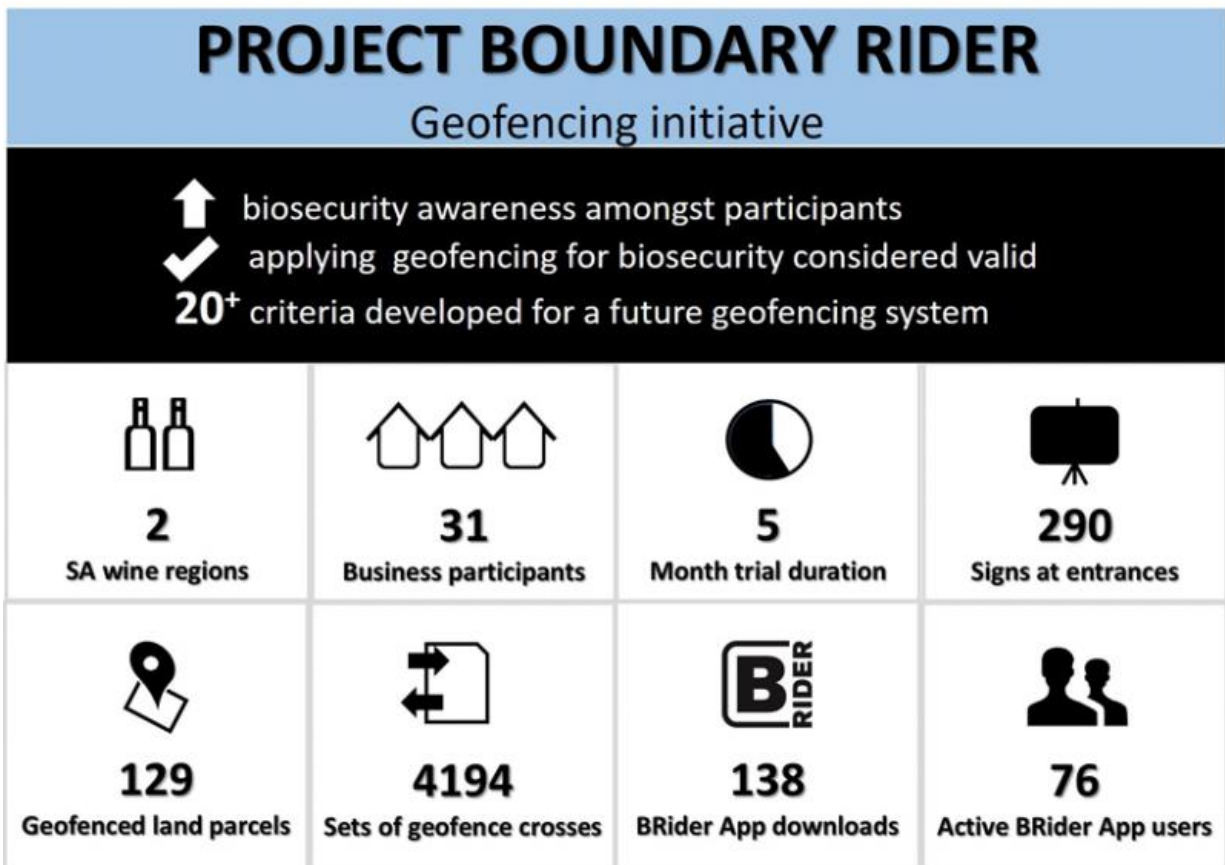 PROJECT BOUNDARY RIDER
Geofencing initiative
biosecurity awareness amongst participants
applying geofencing for biosecurity considered valid
20+ criteria developed for a future geofencing system
2
SA wine regions
31
Business participants
5
Month trial duration
290
Signs at entrances
129
Geofenced land parcels
4194
Sets of geofence crosses
B RIDER
138
BRider App downloads
76
Active BRider App users